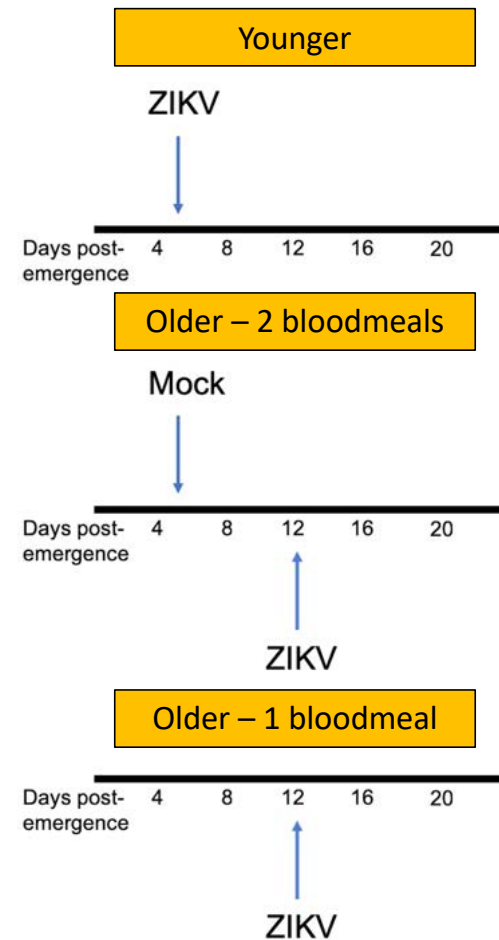 Younger
ZIKV
Days post- 4 8 12 16 20
emergence
Older – 2 bloodmeals
Mock
Days post- 4 8 12 16 20
emergence
ZIKV
Older – 1 bloodmeal
Days post- 4 8 12 16 20
emergence
ZIKV